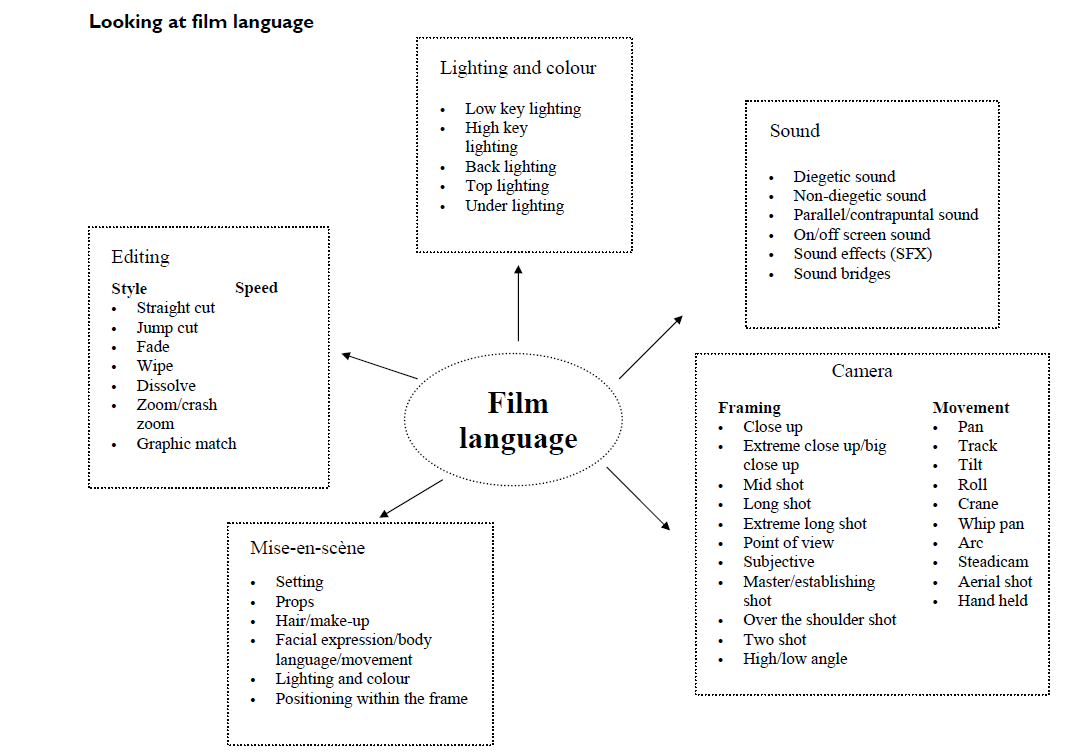 Looking at film language
Lighting and colour
• Low key lighting
• High key
lighting
• Back lighting
• Top lighting
• Under lighting
Sound
• Diegetic sound
• Non-diegetic sound
• Parallel/contrapuntal sound
• On/off screen sound
• Sound effects (SFX)
• Sound bridges
Editing
Style Speed
• Straight cut
• Jump cut
• Fade
• Wipe
• Dissolve
• Zoom/crash
zoom
• Graphic match
Film
language
Camera
Framing
• Close up
• Extreme close up/big
close up
• Mid shot
• Long shot
• Extreme long shot
• Point of view
• Subjective
• Master/establishing
shot
• Over the shoulder shot
• Two shot
• High/low angle
Movement
• Pan
• Track
• Tilt
• Roll
• Crane
• Whip pan
• Arc
• Steadicam
• Aerial shot
• Hand held
Mise-en-scène
• Setting
• Props
• Hair/make-up
• Facial expression/body
language/movement
• Lighting and colour
• Positioning within the frame